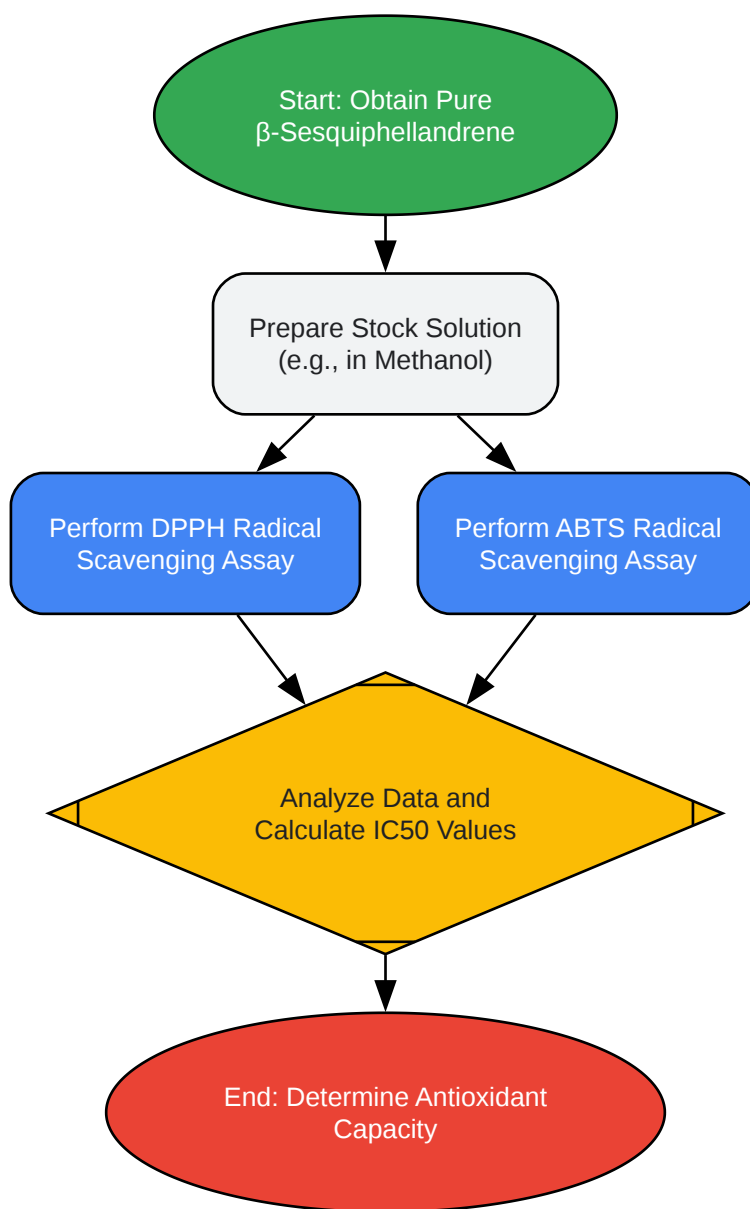 Start: Obtain Pure
β-Sesquiphellandrene
Prepare Stock Solution
(e.g., in Methanol)
Perform DPPH Radical
Scavenging Assay
Perform ABTS Radical
Scavenging Assay
Analyze Data and
Calculate IC50 Values
End: Determine Antioxidant
Capacity